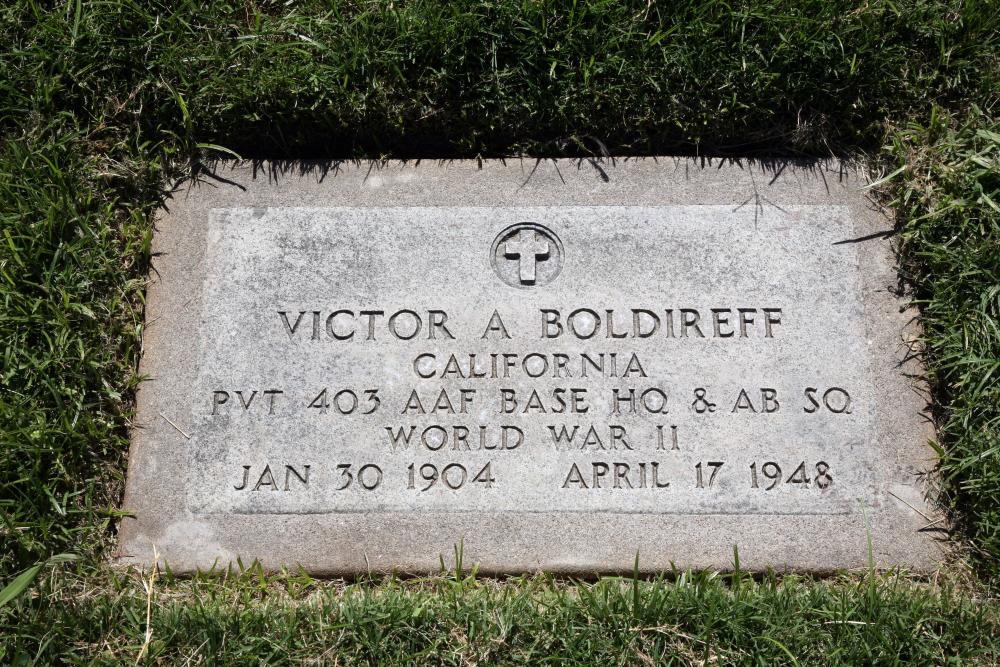 VICTOR A BOLDIREFF
CALIFORNIA
PVT 403 AAF BASE HQ & AB SQ
WORLD WAR II
JAN 30 1904 APRIL 17 1948